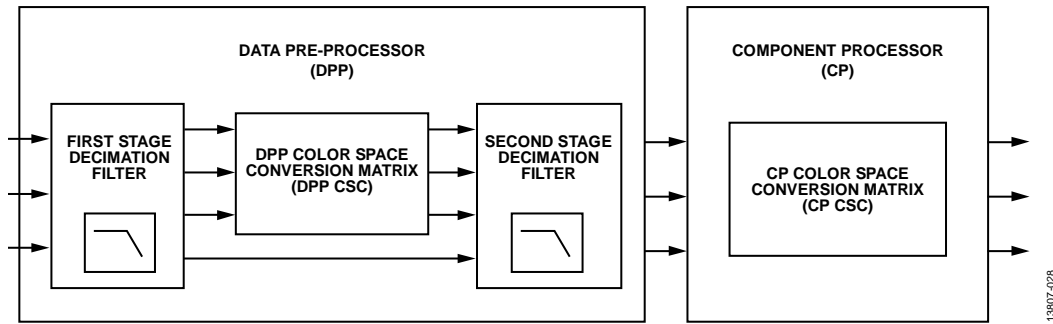 DATA PRE-PROCESSOR
(DPP)
COMPONENT PROCESSOR
(CP)
FIRST STAGE
DECIMATION
FILTER
DPP COLOR SPACE
CONVERSION MATRIX
(DPP CSC)
SECOND STAGE
DECIMATION
FILTER
CP COLOR SPACE
CONVERSION MATRIX
(CP CSC)
13807-028